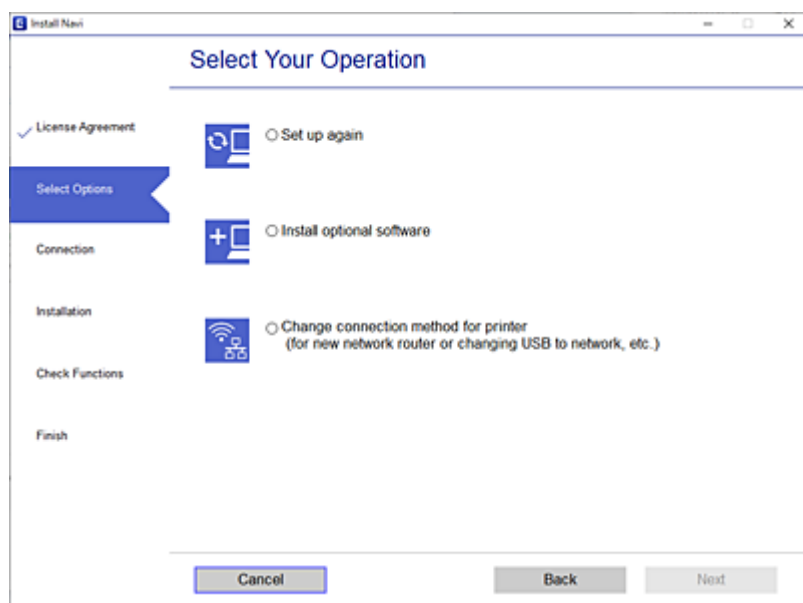 Install Navi
Select Your Operation
License Agreement
Select Options
Connection
Installation
Check Functions
Finish
Set up again
Install optional software
Change connection method for printer
(for new network router or changing USB to network, etc.)
Cancel
Back
Next